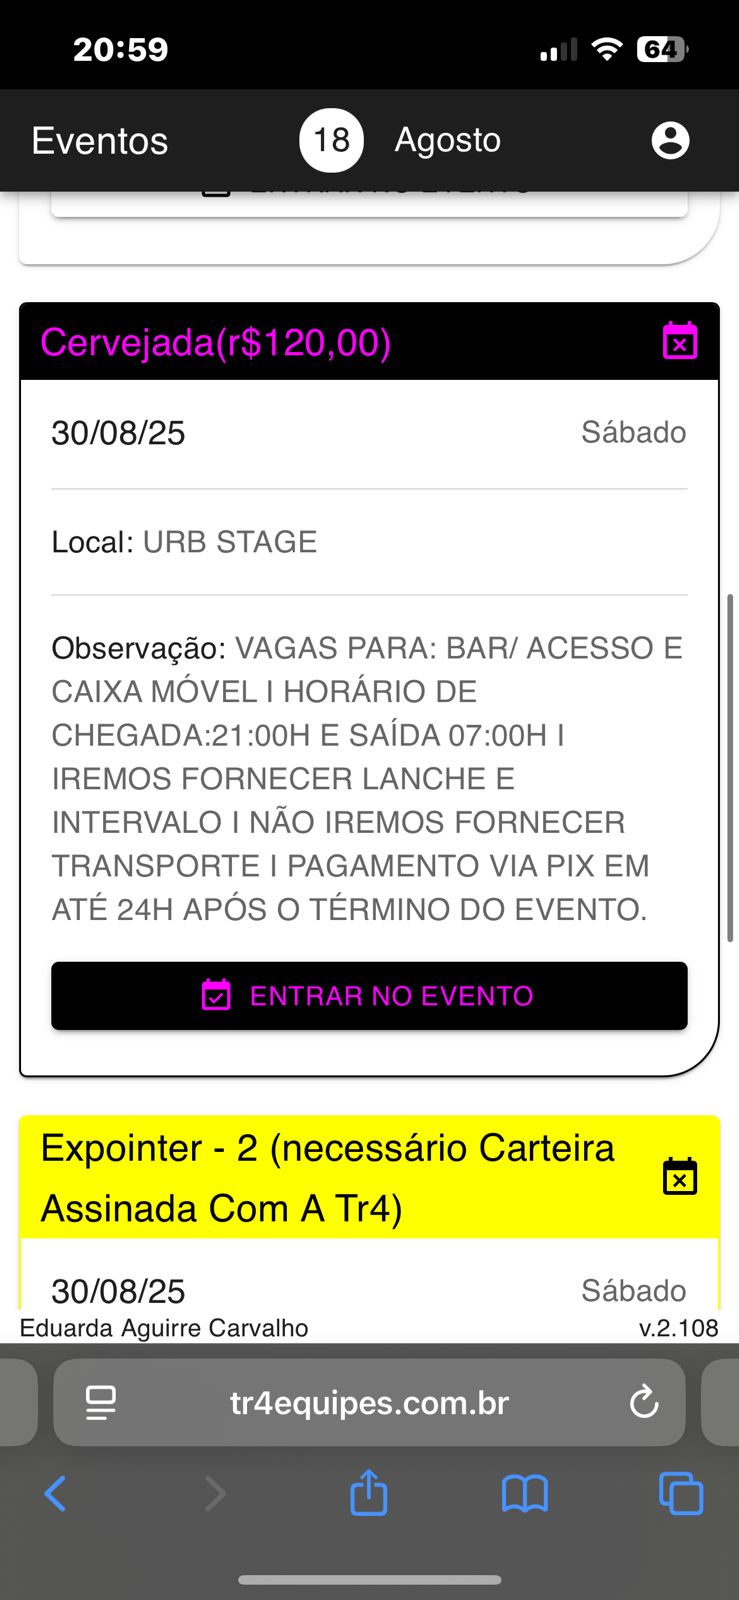 20:59
64
Eventos
18
Agosto
Cervejada(r$120,00)
30/08/25
Sábado
Local: URB STAGE
Observação: VAGAS PARA: BAR/ ACESSO E
CAIXA MÓVEL I HORÁRIO DE
CHEGADA:21:00H E SAÍDA 07:00H I
IREMOS FORNECER LANCHE E
INTERVALO I NÃO IREMOS FORNECER
TRANSPORTE I PAGAMENTO VIA PIX EM
ATÉ 24H APÓS O TÉRMINO DO EVENTO.
ENTRAR NO EVENTO
Expointer - 2 (necessário Carteira
Assinada Com A Tr4)
30/08/25
Sábado
Eduarda Aguirre Carvalho
v.2.108
tr4equipes.com.br